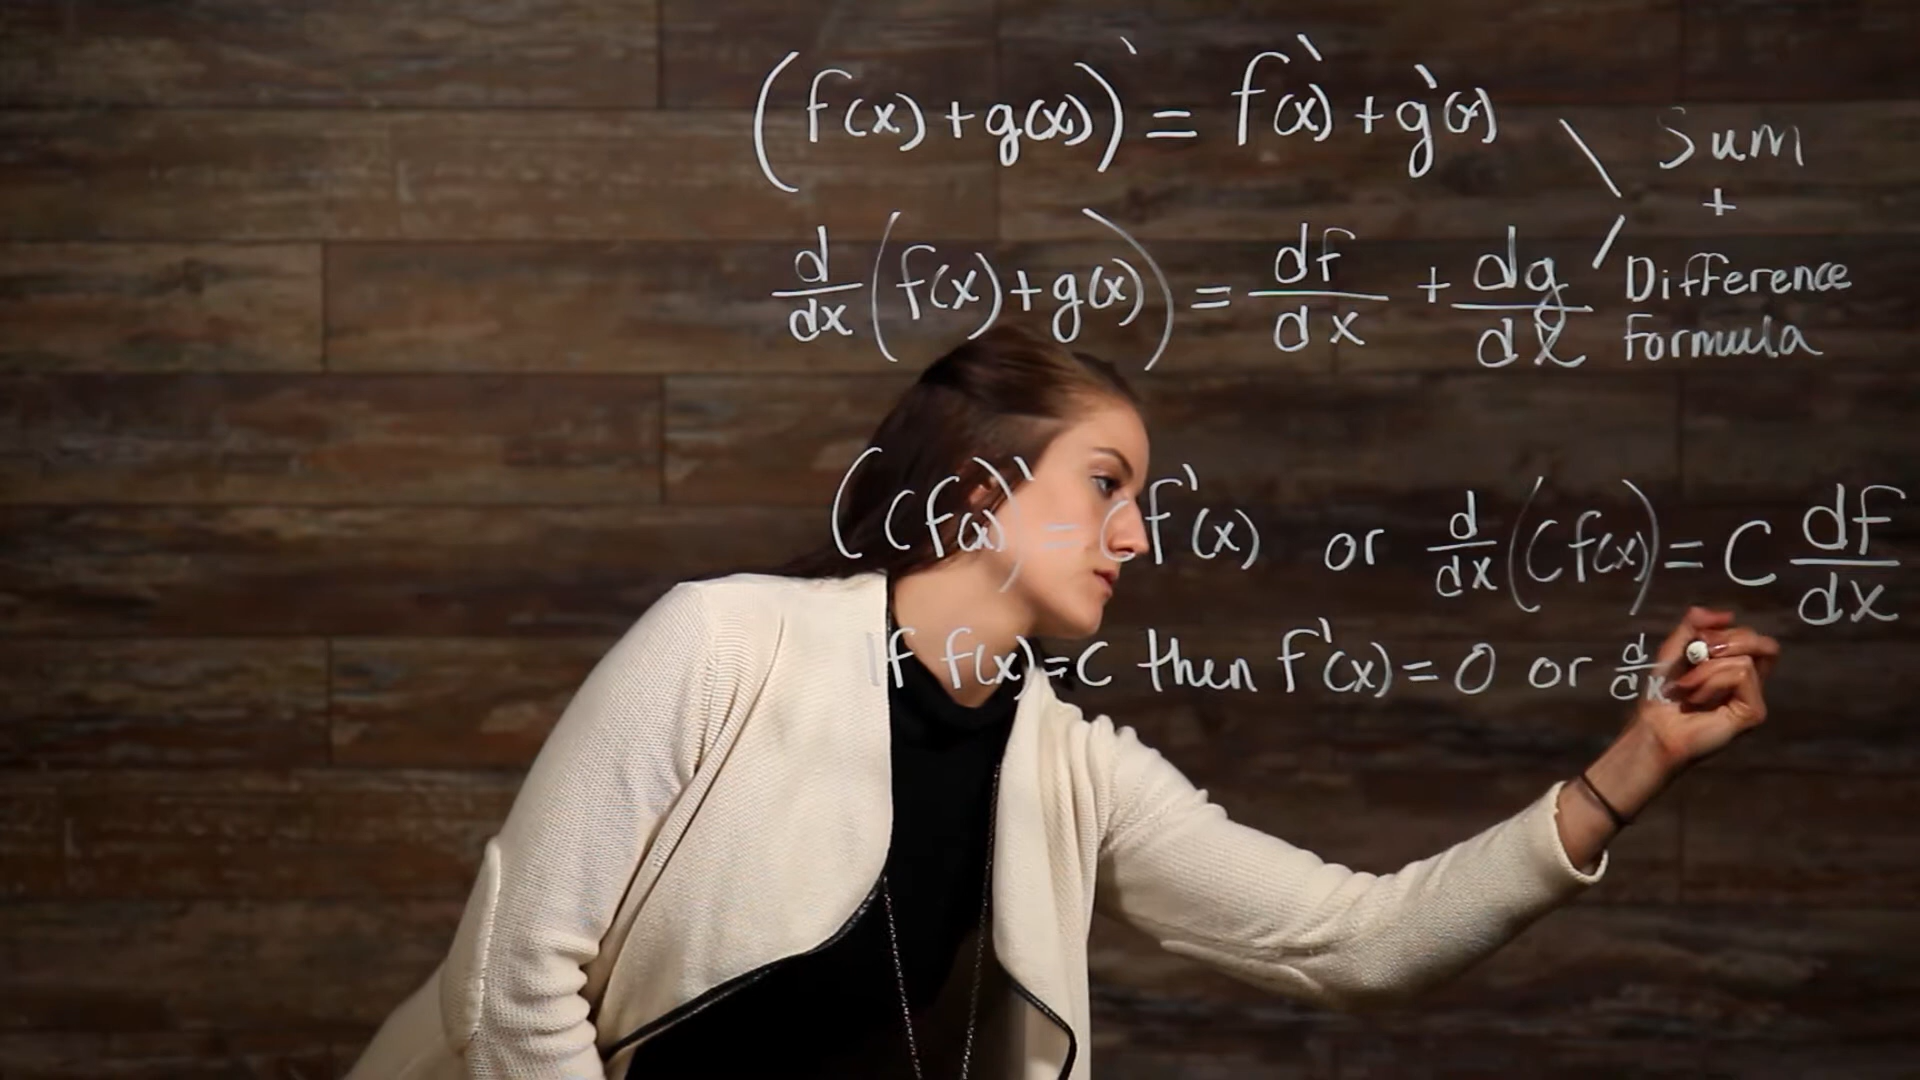 (f(x)+g(x))' = f'(x)+g'(x)
Sum
+
Difference
Formula
d/dx (f(x)+g(x)) = df/dx + dg/dx
(Cf(x))' = Cf'(x) or d/dx (Cf(x)) = C df/dx
If f(x)=C then f'(x)=0 or d/dx